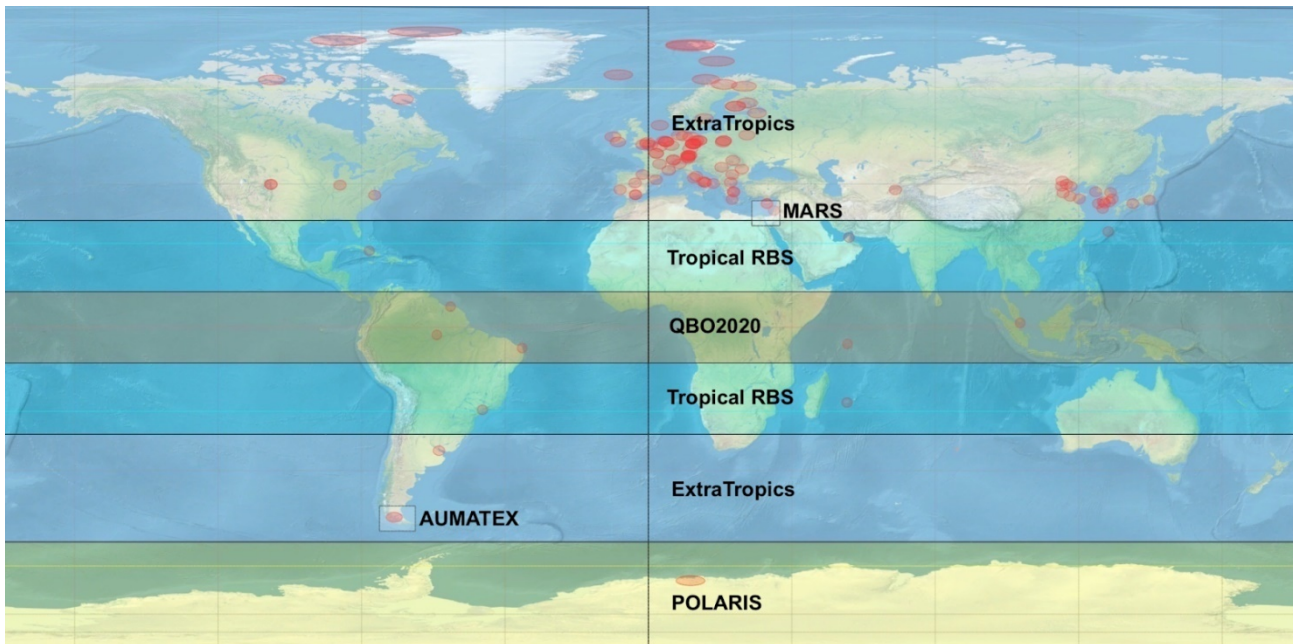 ExtraTropics
MARS
Tropical RBS
QBO2020
Tropical RBS
ExtraTropics
AUMATEX
POLARIS